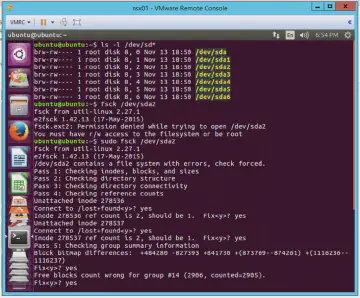 nsx01 - VMware Remote Console
VMRC
ubuntu@ubuntu: ~
En
6:54 PM
ubuntu@ubuntu:~$ ls -l /dev/sd*
brw-rw---- 1 root disk 8, 0 Nov 13 18:50 /dev/sda
brw-rw---- 1 root disk 8, 1 Nov 13 18:50 /dev/sda1
brw-rw---- 1 root disk 8, 2 Nov 13 18:50 /dev/sda2
brw-rw---- 1 root disk 8, 3 Nov 13 18:50 /dev/sda3
brw-rw---- 1 root disk 8, 4 Nov 13 18:50 /dev/sda4
brw-rw---- 1 root disk 8, 5 Nov 13 18:50 /dev/sda5
brw-rw---- 1 root disk 8, 6 Nov 13 18:50 /dev/sda6
ubuntu@ubuntu:~$ fsck /dev/sda2
fsck from util-linux 2.27.1
e2fsck 1.42.13 (17-May-2015)
fsck.ext2: Permission denied while trying to open /dev/sda2
You must have r/w access to the filesystem or be root
ubuntu@ubuntu:~$ sudo fsck /dev/sda2
fsck from util-linux 2.27.1
e2fsck 1.42.13 (17-May-2015)
/dev/sda2 contains a file system with errors, check forced.
Pass 1: Checking inodes, blocks, and sizes
Pass 2: Checking directory structure
Pass 3: Checking directory connectivity
Pass 4: Checking reference counts
Unattached inode 278536
Connect to /lost+found<y>? yes
Inode 278536 ref count is 2, should be 1.  Fix<y>? yes
Unattached inode 278537
Connect to /lost+found<y>? yes
Inode 278537 ref count is 2, should be 1.  Fix<y>? yes
Pass 5: Checking group summary information
Block bitmap differences:  +484280 -827393 +841730 +(873709--874201) +(1116230--1116237)
Fix<y>? yes
Free blocks count wrong for group #14 (2906, counted=2905).
Fix<y>? yes